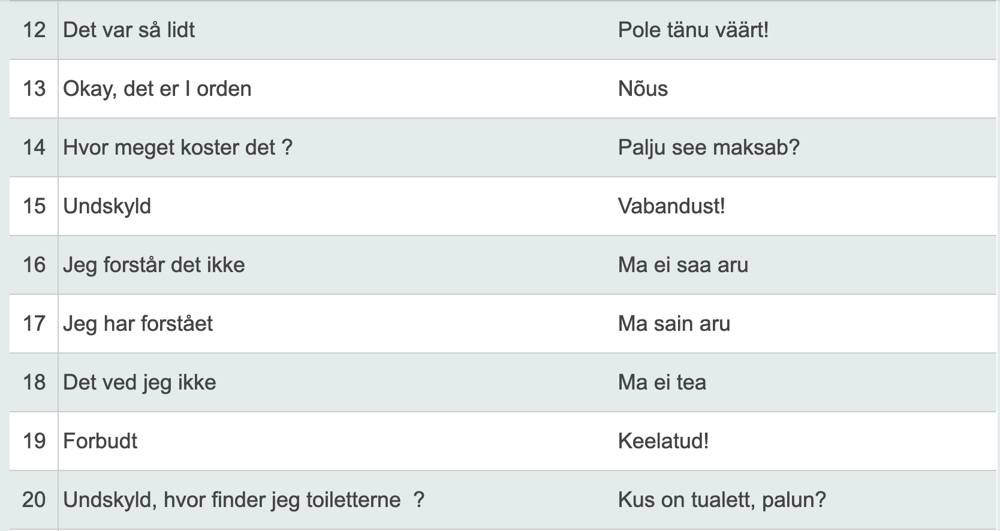 12 Det var så lidt Pole tänu väärt!
13 Okay, det er I orden Nõus
14 Hvor meget koster det ? Palju see maksab?
15 Undskyld Vabandust!
16 Jeg forstår det ikke Ma ei saa aru
17 Jeg har forstået Ma sain aru
18 Det ved jeg ikke Ma ei tea
19 Forbudt Keelatud!
20 Undskyld, hvor finder jeg toiletterne  ? Kus on tualett, palun?